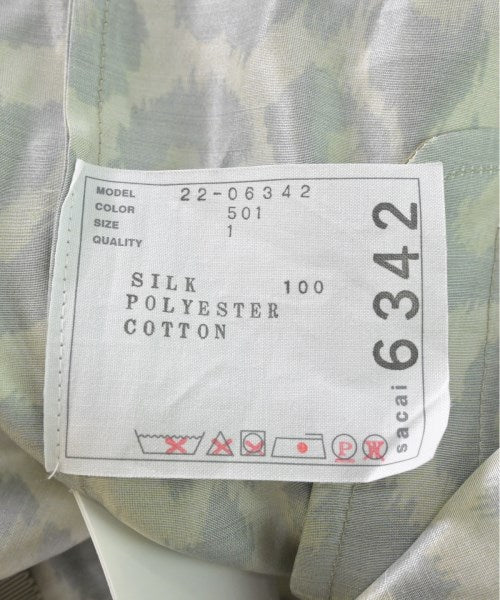 MODEL 22-06342
COLOR 501
SIZE 1
QUALITY
SILK 100
POLYESTER
COTTON
P W
sacai 6342